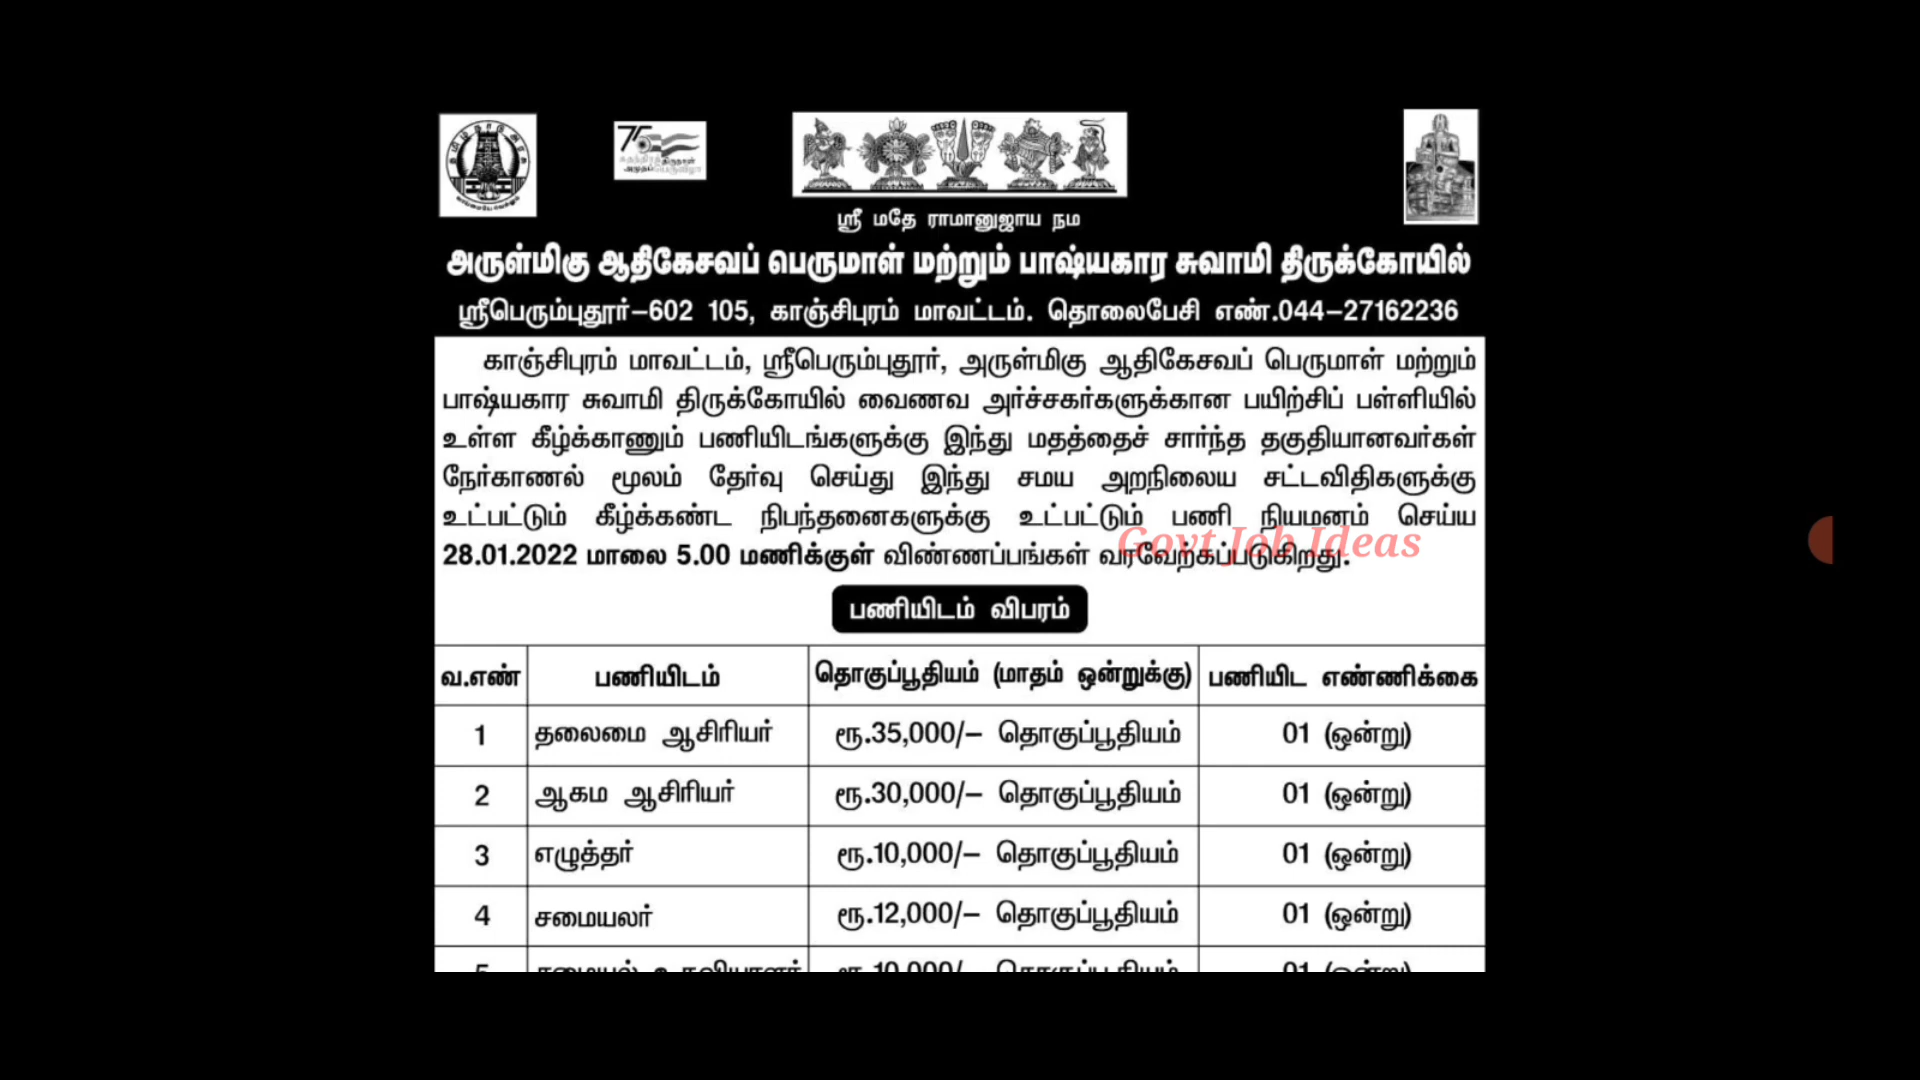 ஸ்ரீ மதே ராமானுஜாய நம
அருள்மிகு ஆதிகேசவப் பெருமாள் மற்றும் பாஷ்யகார சுவாமி திருக்கோயில்
ஸ்ரீபெரும்புதூர்–602 105, காஞ்சிபுரம் மாவட்டம். தொலைபேசி எண்.044–27162236
காஞ்சிபுரம் மாவட்டம், ஸ்ரீபெரும்புதூர், அருள்மிகு ஆதிகேசவப் பெருமாள் மற்றும்
பாஷ்யகார சுவாமி திருக்கோயில் வைணவ அர்ச்சகர்களுக்கான பயிற்சிப் பள்ளியில்
உள்ள கீழ்க்காணும் பணியிடங்களுக்கு இந்து மதத்தைச் சார்ந்த தகுதியானவர்கள்
நேர்காணல் மூலம் தேர்வு செய்து இந்து சமய அறநிலைய சட்டவிதிகளுக்கு
உட்பட்டும் கீழ்க்கண்ட நிபந்தனைகளுக்கு உட்பட்டும் பணி நியமனம் செய்ய
28.01.2022 மாலை 5.00 மணிக்குள் விண்ணப்பங்கள் வரவேற்கப்படுகிறது.
Govt Job Ideas
பணியிடம் விபரம்
வ.எண் பணியிடம் தொகுப்பூதியம் (மாதம் ஒன்றுக்கு) பணியிட எண்ணிக்கை
1 தலைமை ஆசிரியர் ரூ.35,000/– தொகுப்பூதியம் 01 (ஒன்று)
2 ஆகம ஆசிரியர் ரூ.30,000/– தொகுப்பூதியம் 01 (ஒன்று)
3 எழுத்தர் ரூ.10,000/– தொகுப்பூதியம் 01 (ஒன்று)
4 சமையலர் ரூ.12,000/– தொகுப்பூதியம் 01 (ஒன்று)